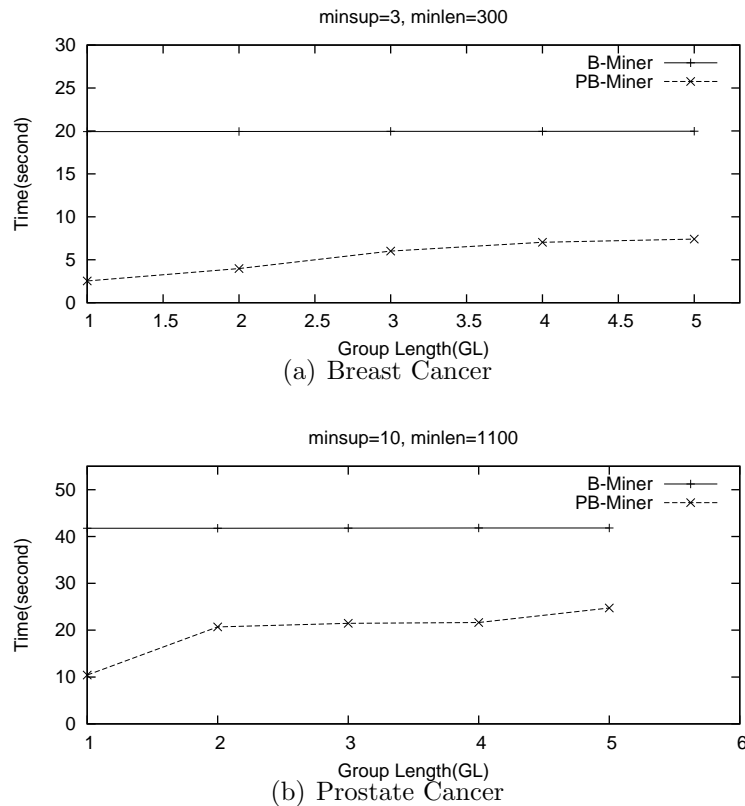 minsup=3, minlen=300
30
25
20
15
10
5
0
Time(second)
B-Miner
PB-Miner
1 1.5 2 2.5 3 3.5 4 4.5 5
Group Length(GL)
(a) Breast Cancer
minsup=10, minlen=1100
50
40
30
20
10
0
Time(second)
B-Miner
PB-Miner
1 2 3 4 5 6
Group Length(GL)
(b) Prostate Cancer